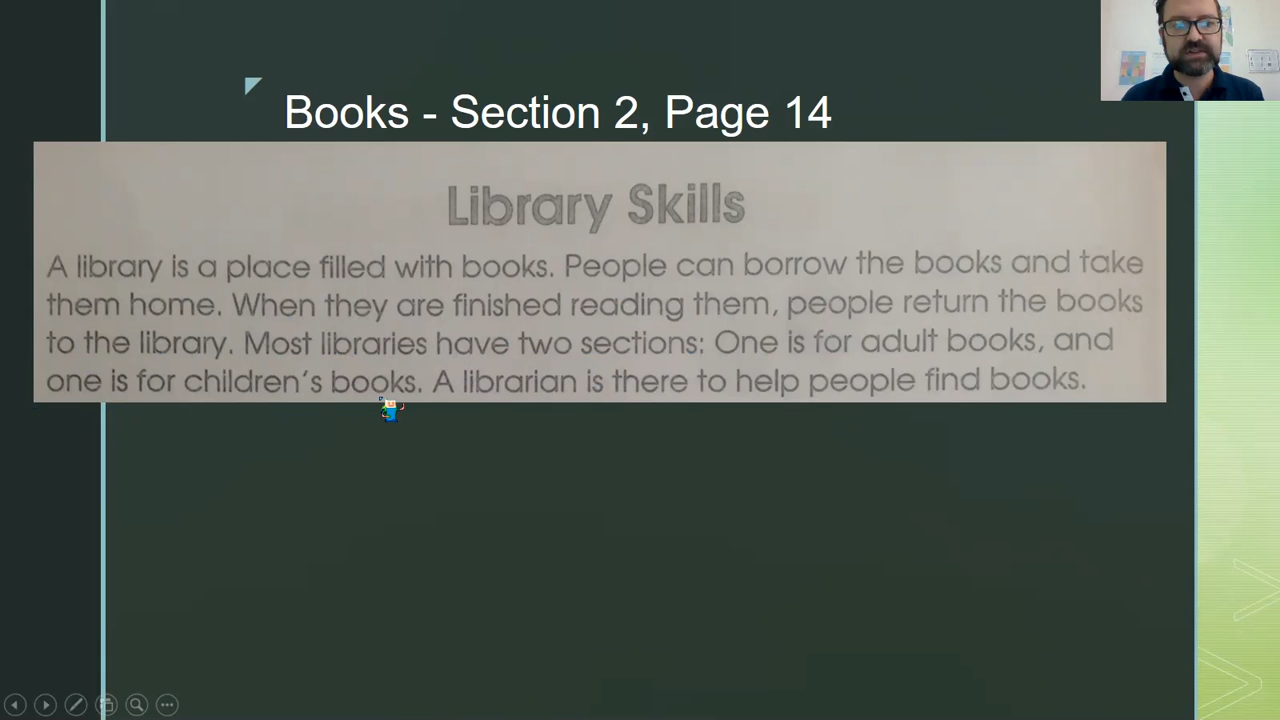 Books - Section 2, Page 14
Library Skills
A library is a place filled with books. People can borrow the books and take
them home. When they are finished reading them, people return the books
to the library. Most libraries have two sections: One is for adult books, and
one is for children's books. A librarian is there to help people find books.